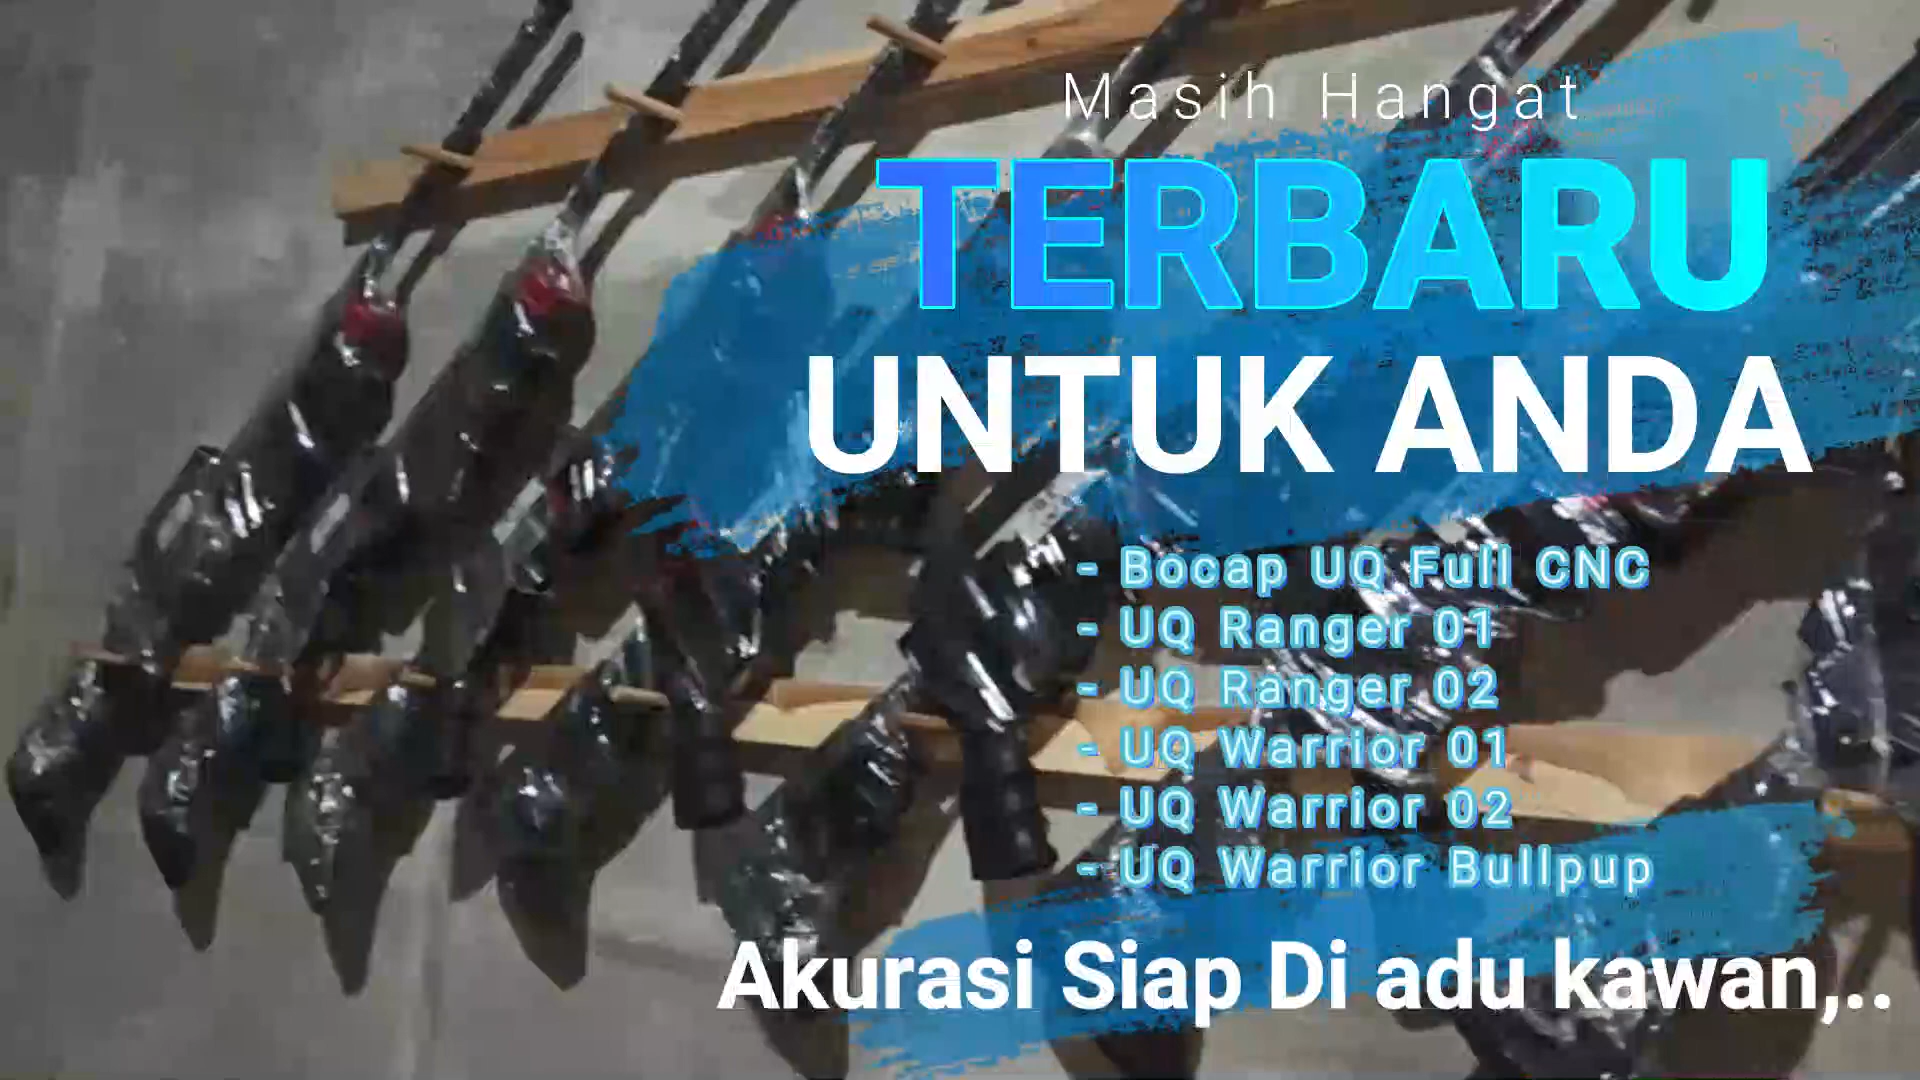 Masih Hangat
TERBARU
UNTUK ANDA
- Bocap UQ Full CNC
- UQ Ranger 01
- UQ Ranger 02
- UQ Warrior 01
- UQ Warrior 02
- UQ Warrior Bullpup
Akurasi Siap Di adu kawan,..